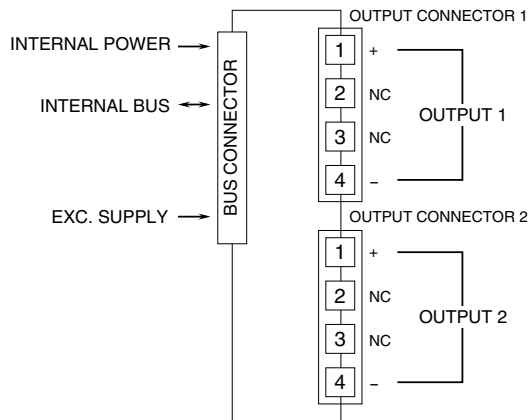 OUTPUT CONNECTOR 1
INTERNAL POWER
INTERNAL BUS
EXC. SUPPLY
BUS CONNECTOR
1 +
2 NC
3 NC
4 −
OUTPUT 1
OUTPUT CONNECTOR 2
1 +
2 NC
3 NC
4 −
OUTPUT 2